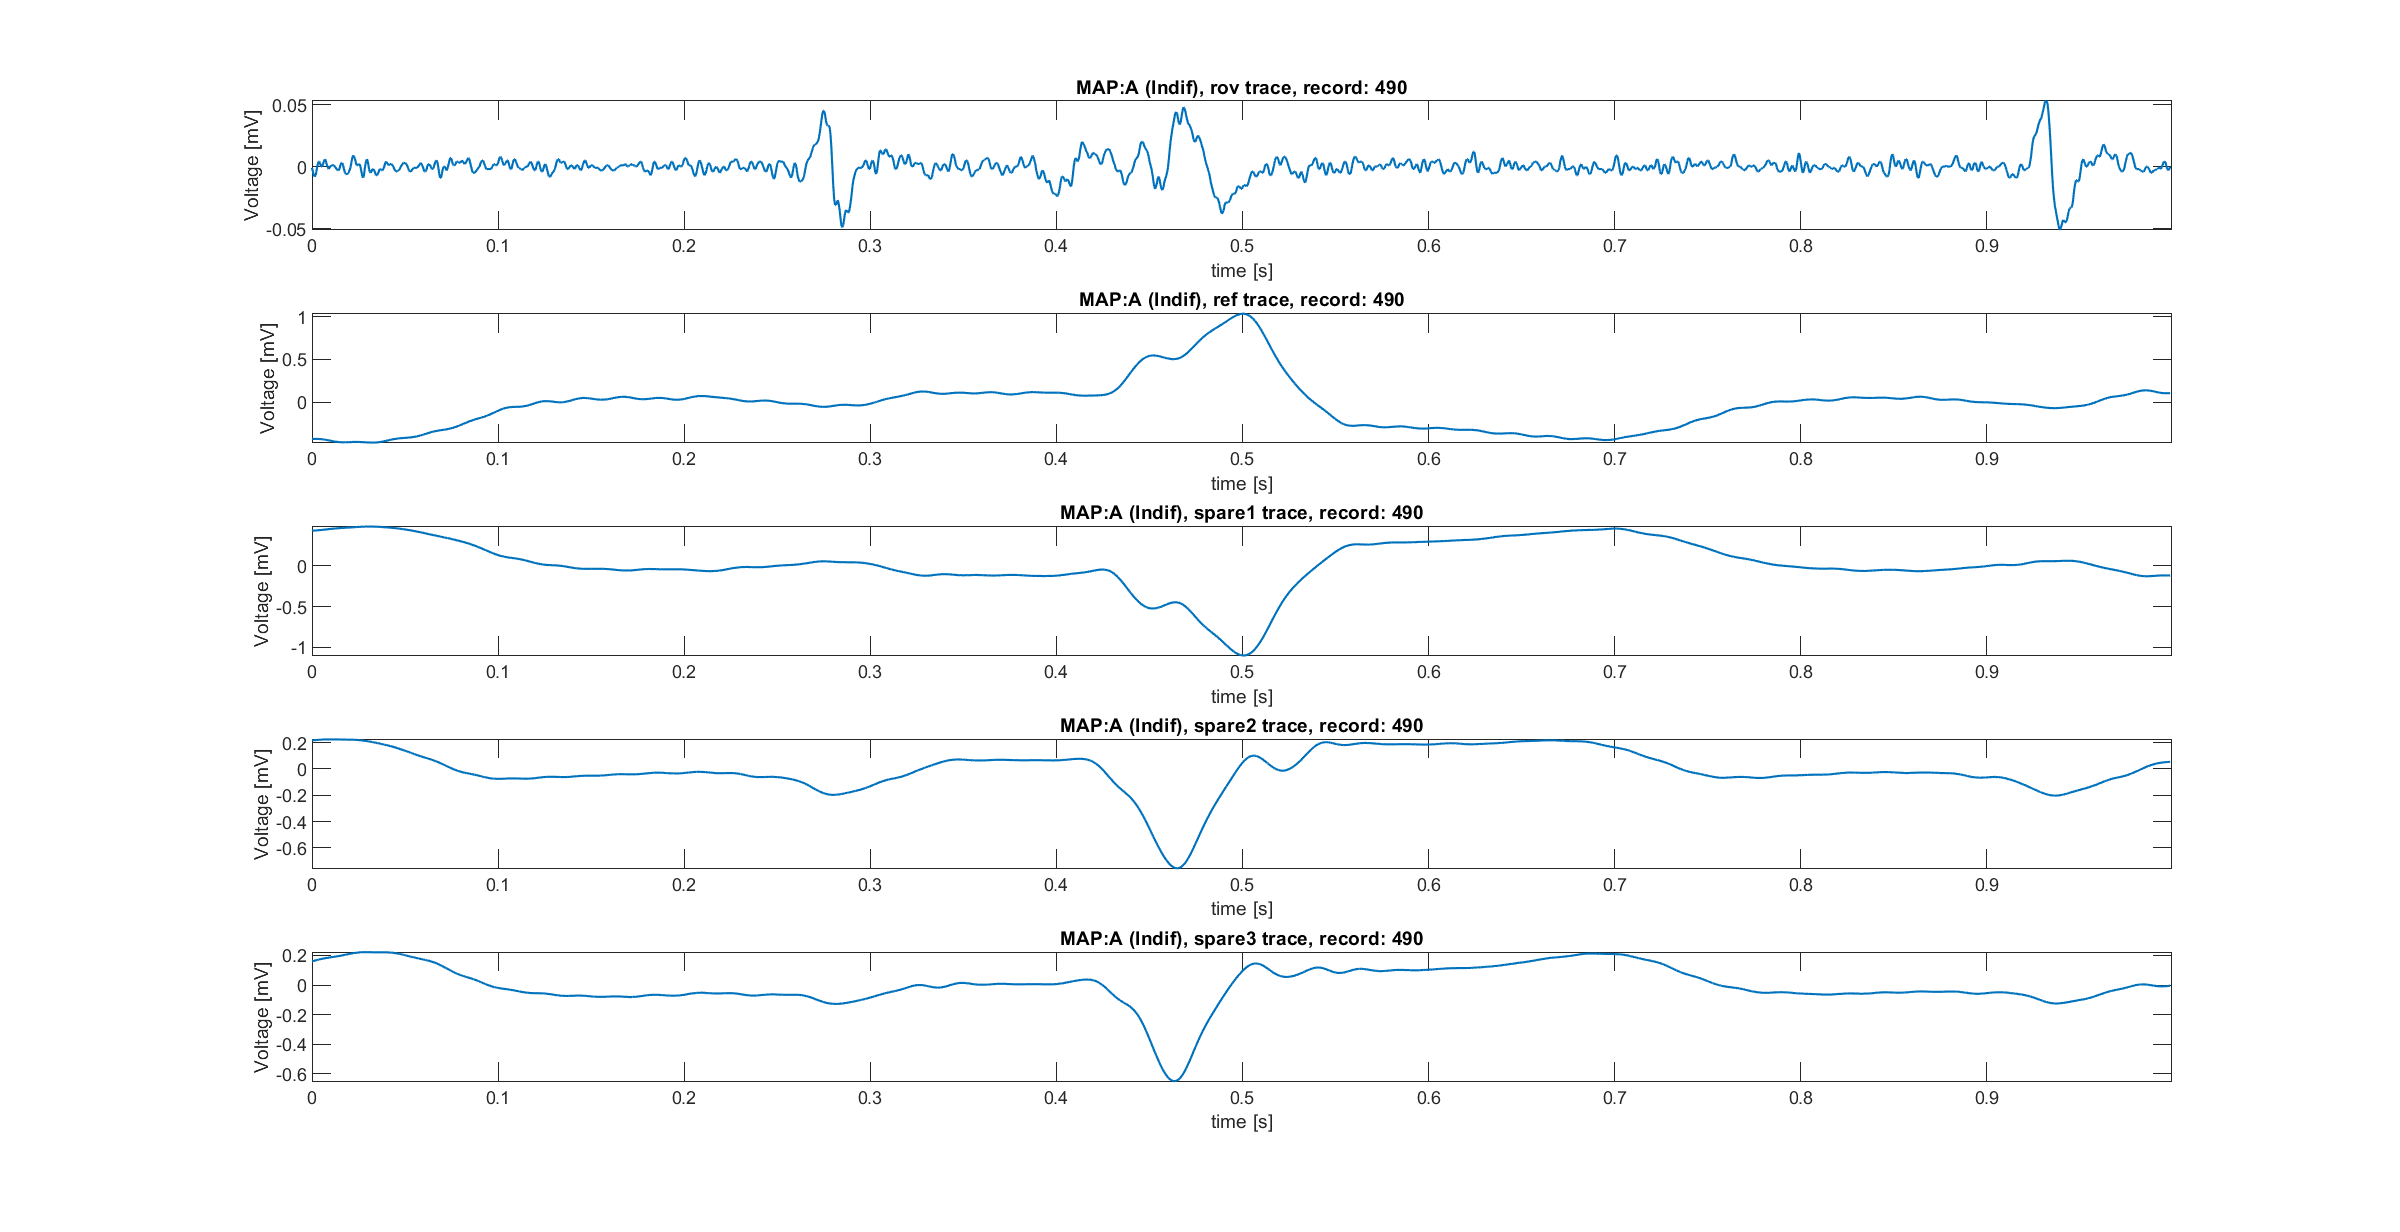 MAP:A (Indif), rov trace, record: 490
Voltage [mV]
0.05
0
-0.05
0 0.1 0.2 0.3 0.4 0.5 0.6 0.7 0.8 0.9
time [s]
MAP:A (Indif), ref trace, record: 490
Voltage [mV]
1
0.5
0
0 0.1 0.2 0.3 0.4 0.5 0.6 0.7 0.8 0.9
time [s]
MAP:A (Indif), spare1 trace, record: 490
Voltage [mV]
0
-0.5
-1
0 0.1 0.2 0.3 0.4 0.5 0.6 0.7 0.8 0.9
time [s]
MAP:A (Indif), spare2 trace, record: 490
Voltage [mV]
0.2
0
-0.2
-0.4
-0.6
0 0.1 0.2 0.3 0.4 0.5 0.6 0.7 0.8 0.9
time [s]
MAP:A (Indif), spare3 trace, record: 490
Voltage [mV]
0.2
0
-0.2
-0.4
-0.6
0 0.1 0.2 0.3 0.4 0.5 0.6 0.7 0.8 0.9
time [s]